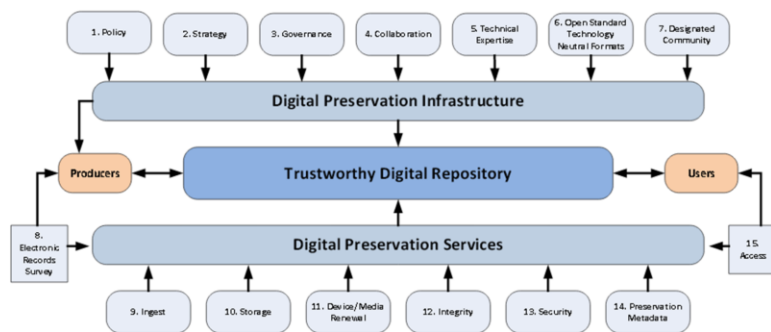 1. Policy
2. Strategy
3. Governance
4. Collaboration
5. Technical
Expertise
6. Open Standard
Technology
Neutral Formats
7. Designated
Community
Digital Preservation Infrastructure
Producers
Trustworthy Digital Repository
Users
8.
Electronic
Records
Survey
Digital Preservation Services
15.
Access
9. Ingest
10. Storage
11. Device/Media
Renewal
12. Integrity
13. Security
14. Preservation
Metadata